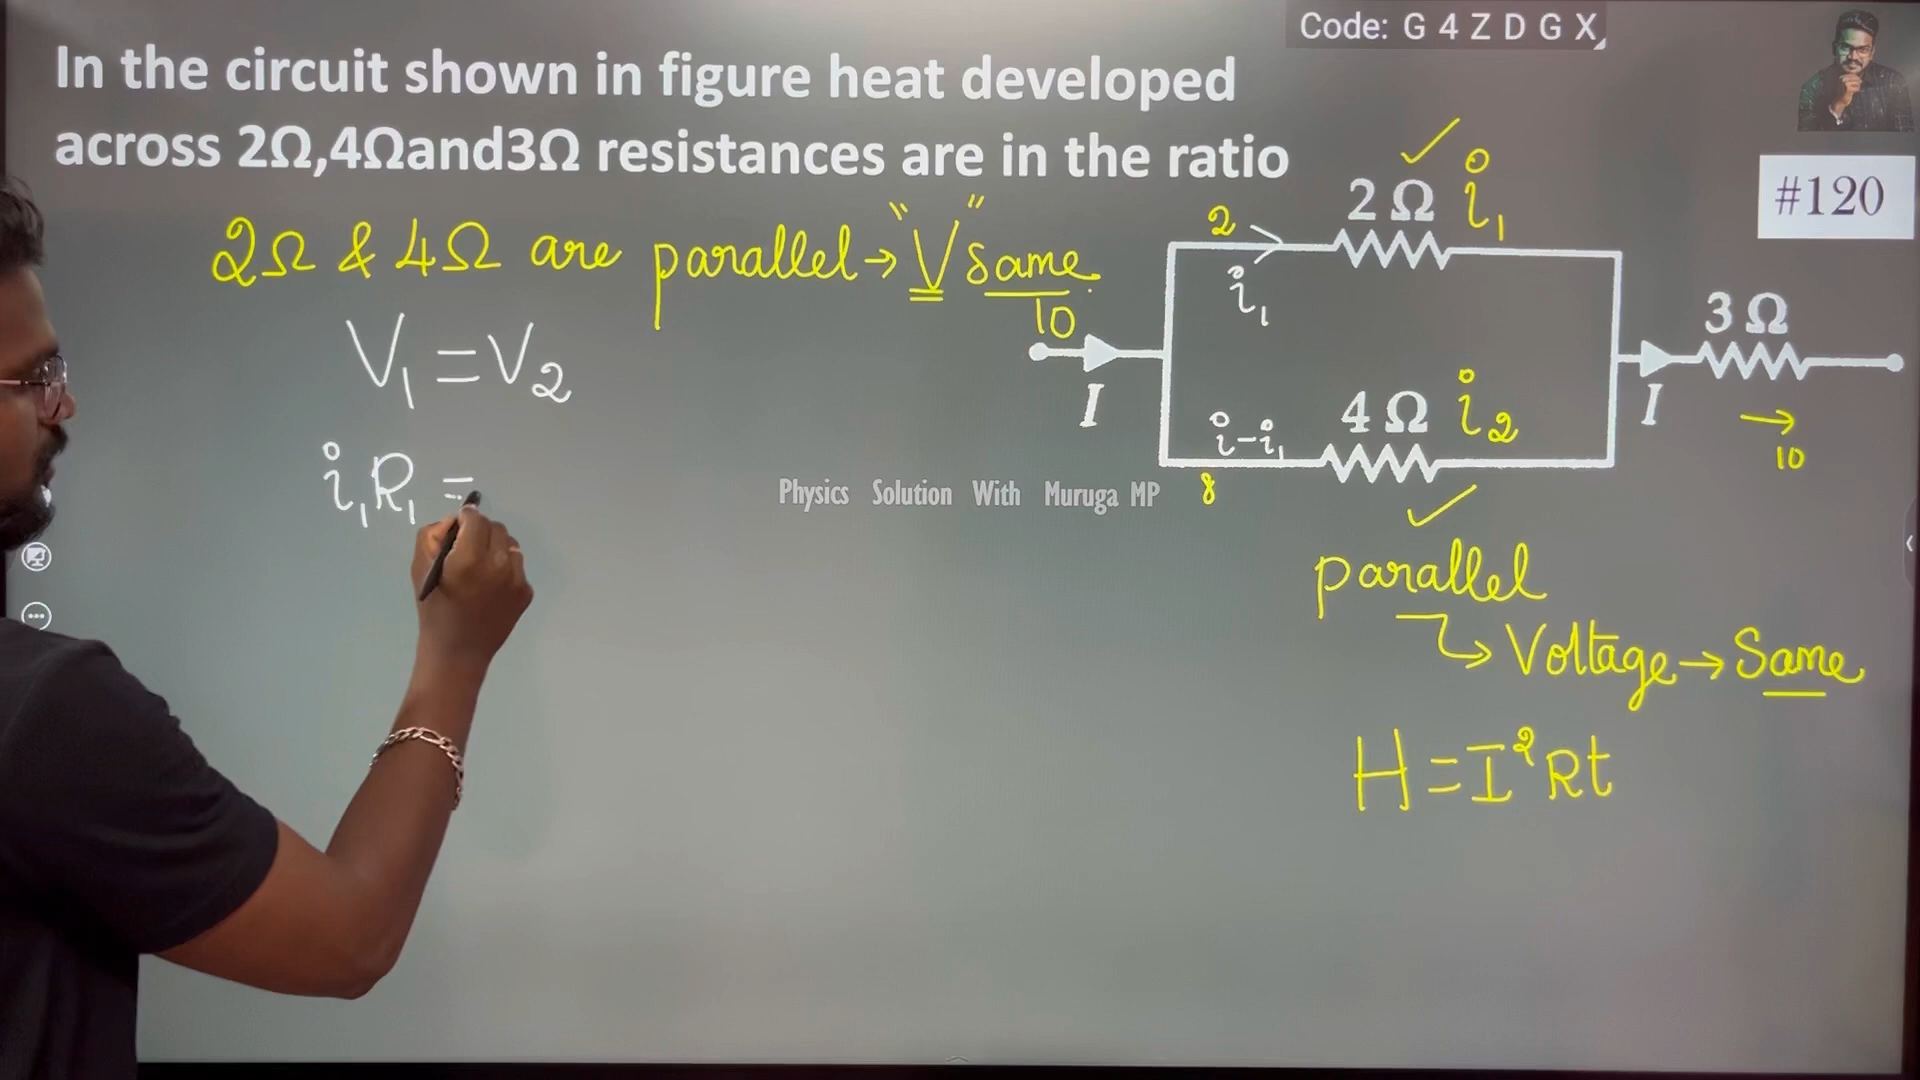 Code: G 4 Z D G X
In the circuit shown in figure heat developed
across 2Ω,4Ωand3Ω resistances are in the ratio
#120
2Ω & 4Ω are parallel → "V" same
10
V₁ = V₂
i₁R₁ =
2
i₁
2 Ω i₁
I
i-i₁
8
4 Ω i₂
I
3 Ω
→
10
Physics Solution With Muruga MP
parallel
↳ Voltage → Same
H = I²Rt